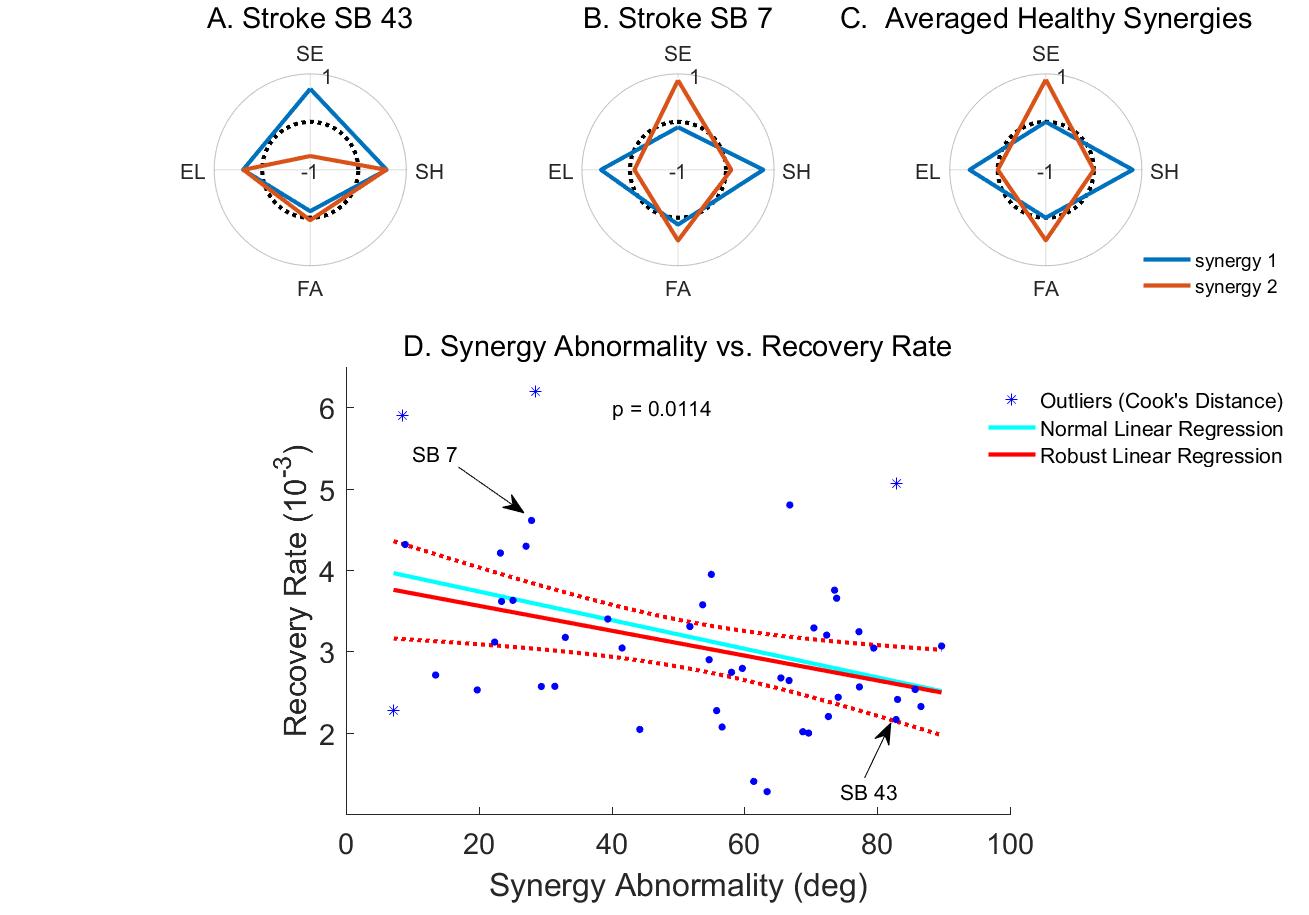 A. Stroke SB 43
B. Stroke SB 7
C. Averaged Healthy Synergies
SE
1
EL
-1
SH
FA
SE
1
EL
-1
SH
FA
SE
1
EL
-1
SH
FA
synergy 1
synergy 2
D. Synergy Abnormality vs. Recovery Rate
p = 0.0114
Outliers (Cook's Distance)
Normal Linear Regression
Robust Linear Regression
SB 7
SB 43
6
5
4
3
2
Recovery Rate (10⁻³)
0 20 40 60 80 100
Synergy Abnormality (deg)